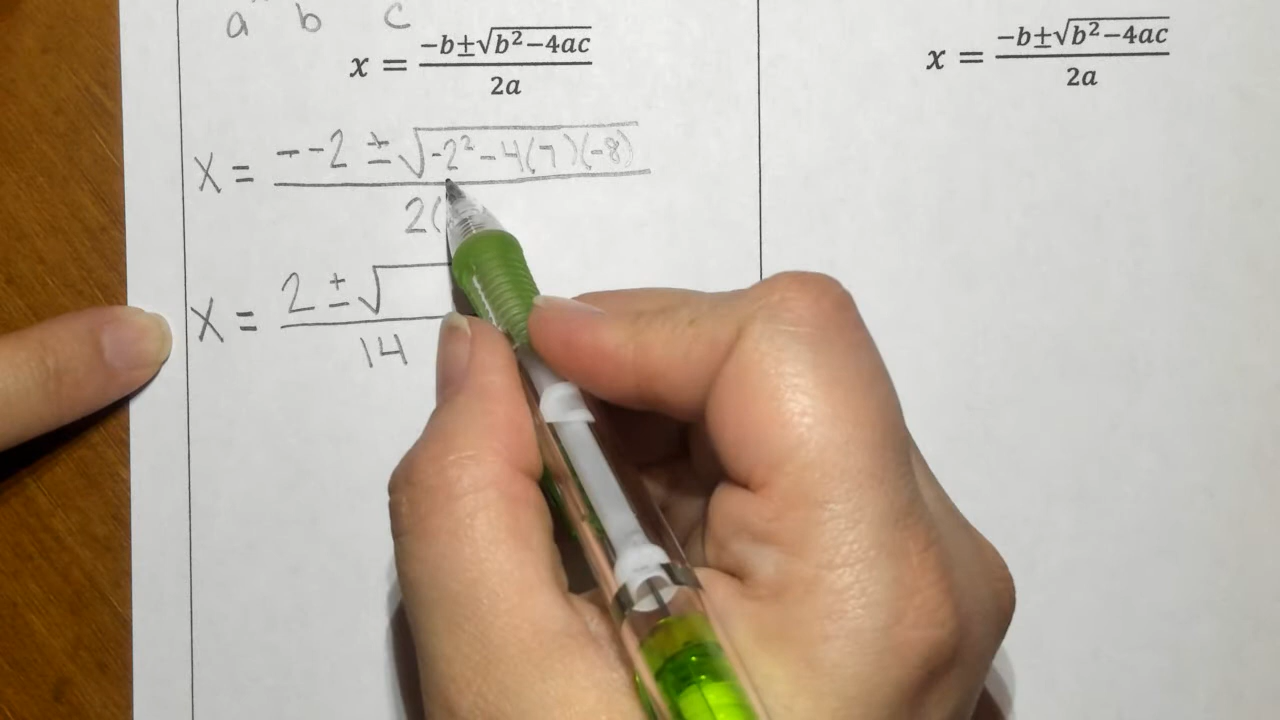 a b c
x = −b±√b²−4ac / 2a
x = −b±√b²−4ac / 2a
X = --2 ± √-2² - 4(7)(-8) / 2(
X = 2 ± √ / 14